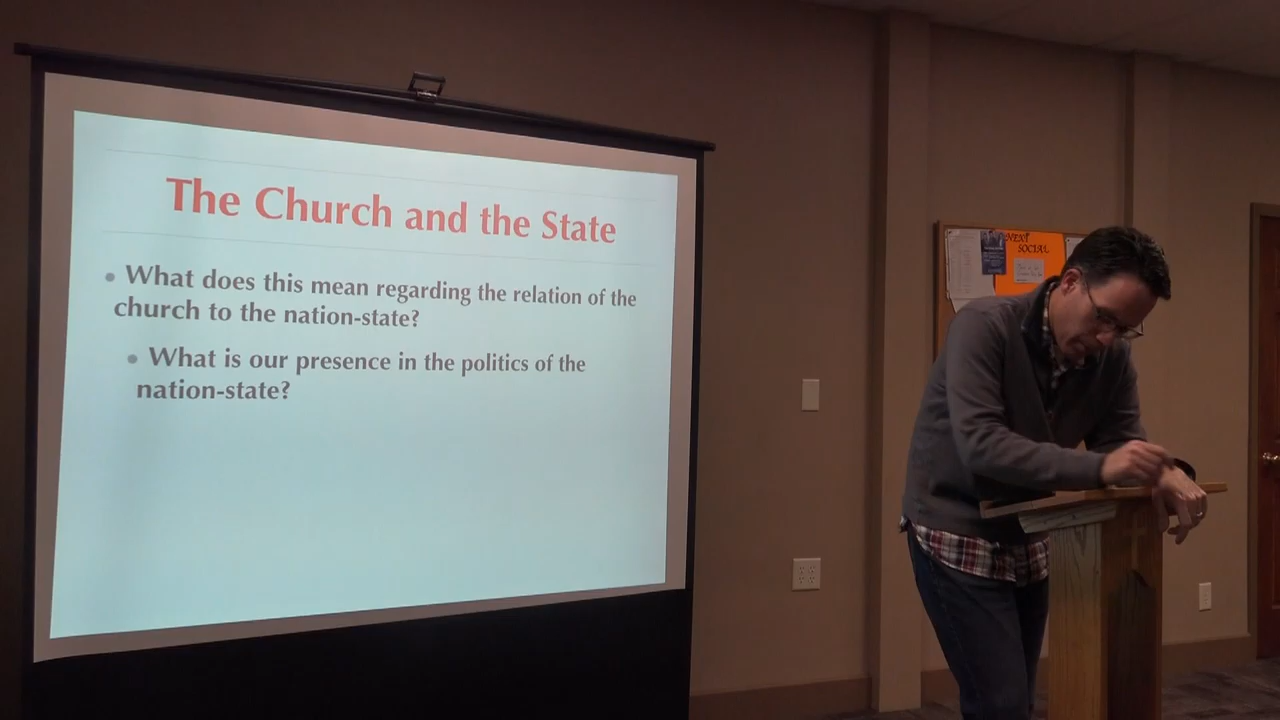 The Church and the State
• What does this mean regarding the relation of the
church to the nation-state?
• What is our presence in the politics of the
nation-state?
NEXT
SOCIAL